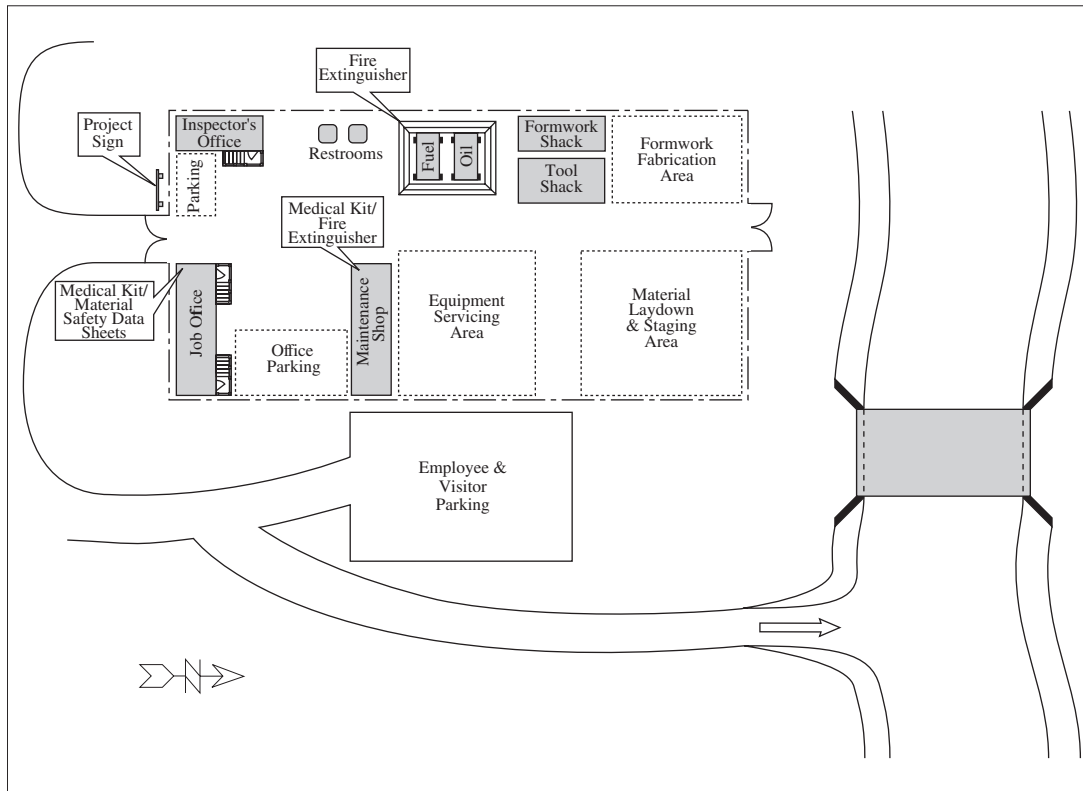 Fire
Extinguisher
Project
Sign
Inspector's
Office
Restrooms
Fuel
Oil
Formwork
Shack
Tool
Shack
Formwork
Fabrication
Area
Parking
Medical Kit/
Fire
Extinguisher
Medical Kit/
Material
Safety Data
Sheets
Job Office
Office
Parking
Maintenance
Shop
Equipment
Servicing
Area
Material
Laydown
& Staging
Area
Employee &
Visitor
Parking
N